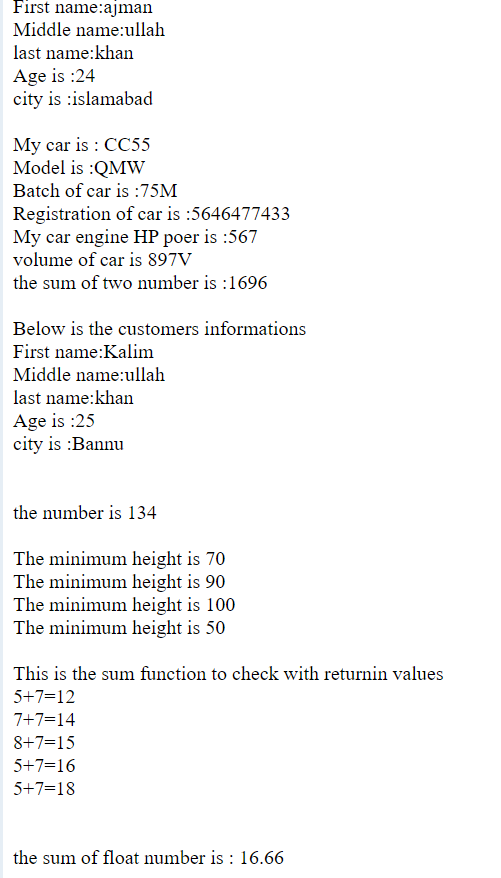 First name:ajman
Middle name:ullah
last name:khan
Age is :24
city is :islamabad
My car is : CC55
Model is :QMW
Batch of car is :75M
Registration of car is :5646477433
My car engine HP poer is :567
volume of car is 897V
the sum of two number is :1696
Below is the customers informations
First name:Kalim
Middle name:ullah
last name:khan
Age is :25
city is :Bannu
the number is 134
The minimum height is 70
The minimum height is 90
The minimum height is 100
The minimum height is 50
This is the sum function to check with returnin values
5+7=12
7+7=14
8+7=15
5+7=16
5+7=18
the sum of float number is : 16.66